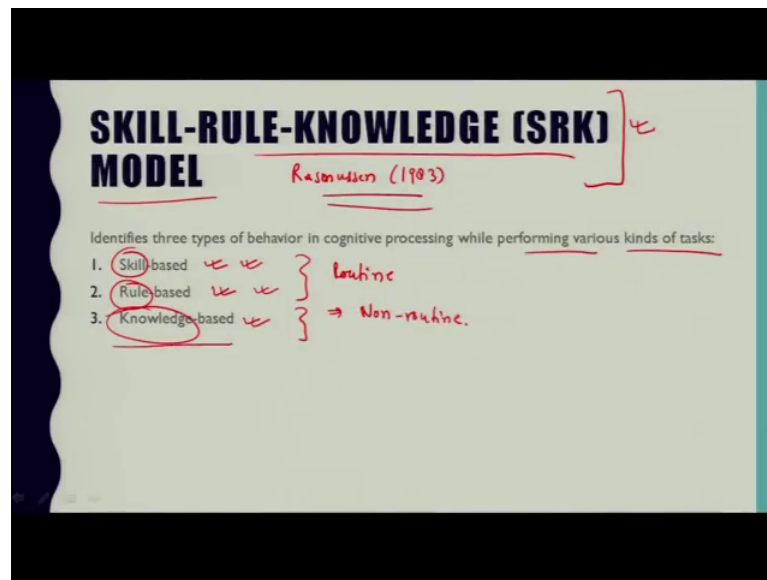 SKILL-RULE-KNOWLEDGE (SRK)
MODEL
Rasmussen (1983)
Identifies three types of behavior in cognitive processing while performing various kinds of tasks:
1. Skill-based
2. Rule-based
3. Knowledge-based
Routine
⇒ Non-routine.